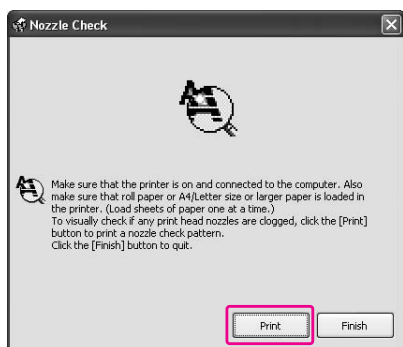 Nozzle Check
Make sure that the printer is on and connected to the computer. Also
make sure that roll paper or A4/Letter size or larger paper is loaded in
the printer. (Load sheets of paper one at a time.)
To visually check if any print head nozzles are clogged, click the [Print]
button to print a nozzle check pattern.
Click the [Finish] button to quit.
Print
Finish